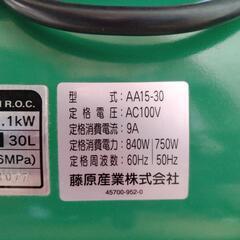 型 式：AA15-30
定格電圧：AC100V
定格消費電流：9A
定格消費電力：840W 750W
定格周波数：60Hz 50Hz
藤原産業株式会社
45700-952-0
R.O.C.
.1kW
30L
MPa)